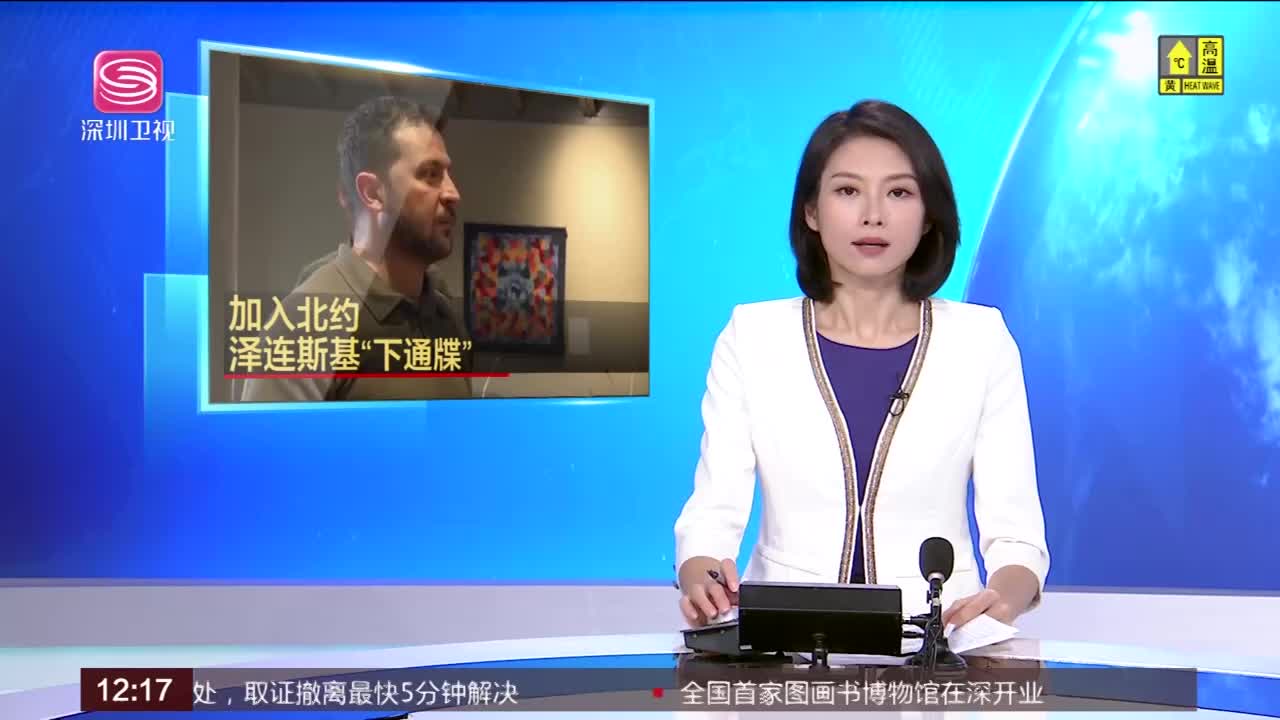 深圳卫视
高温
℃
黄
HEAT WAVE
加入北约
泽连斯基“下通牒”
12:17
处，取证撤离最快5分钟解决
全国首家图画书博物馆在深开业